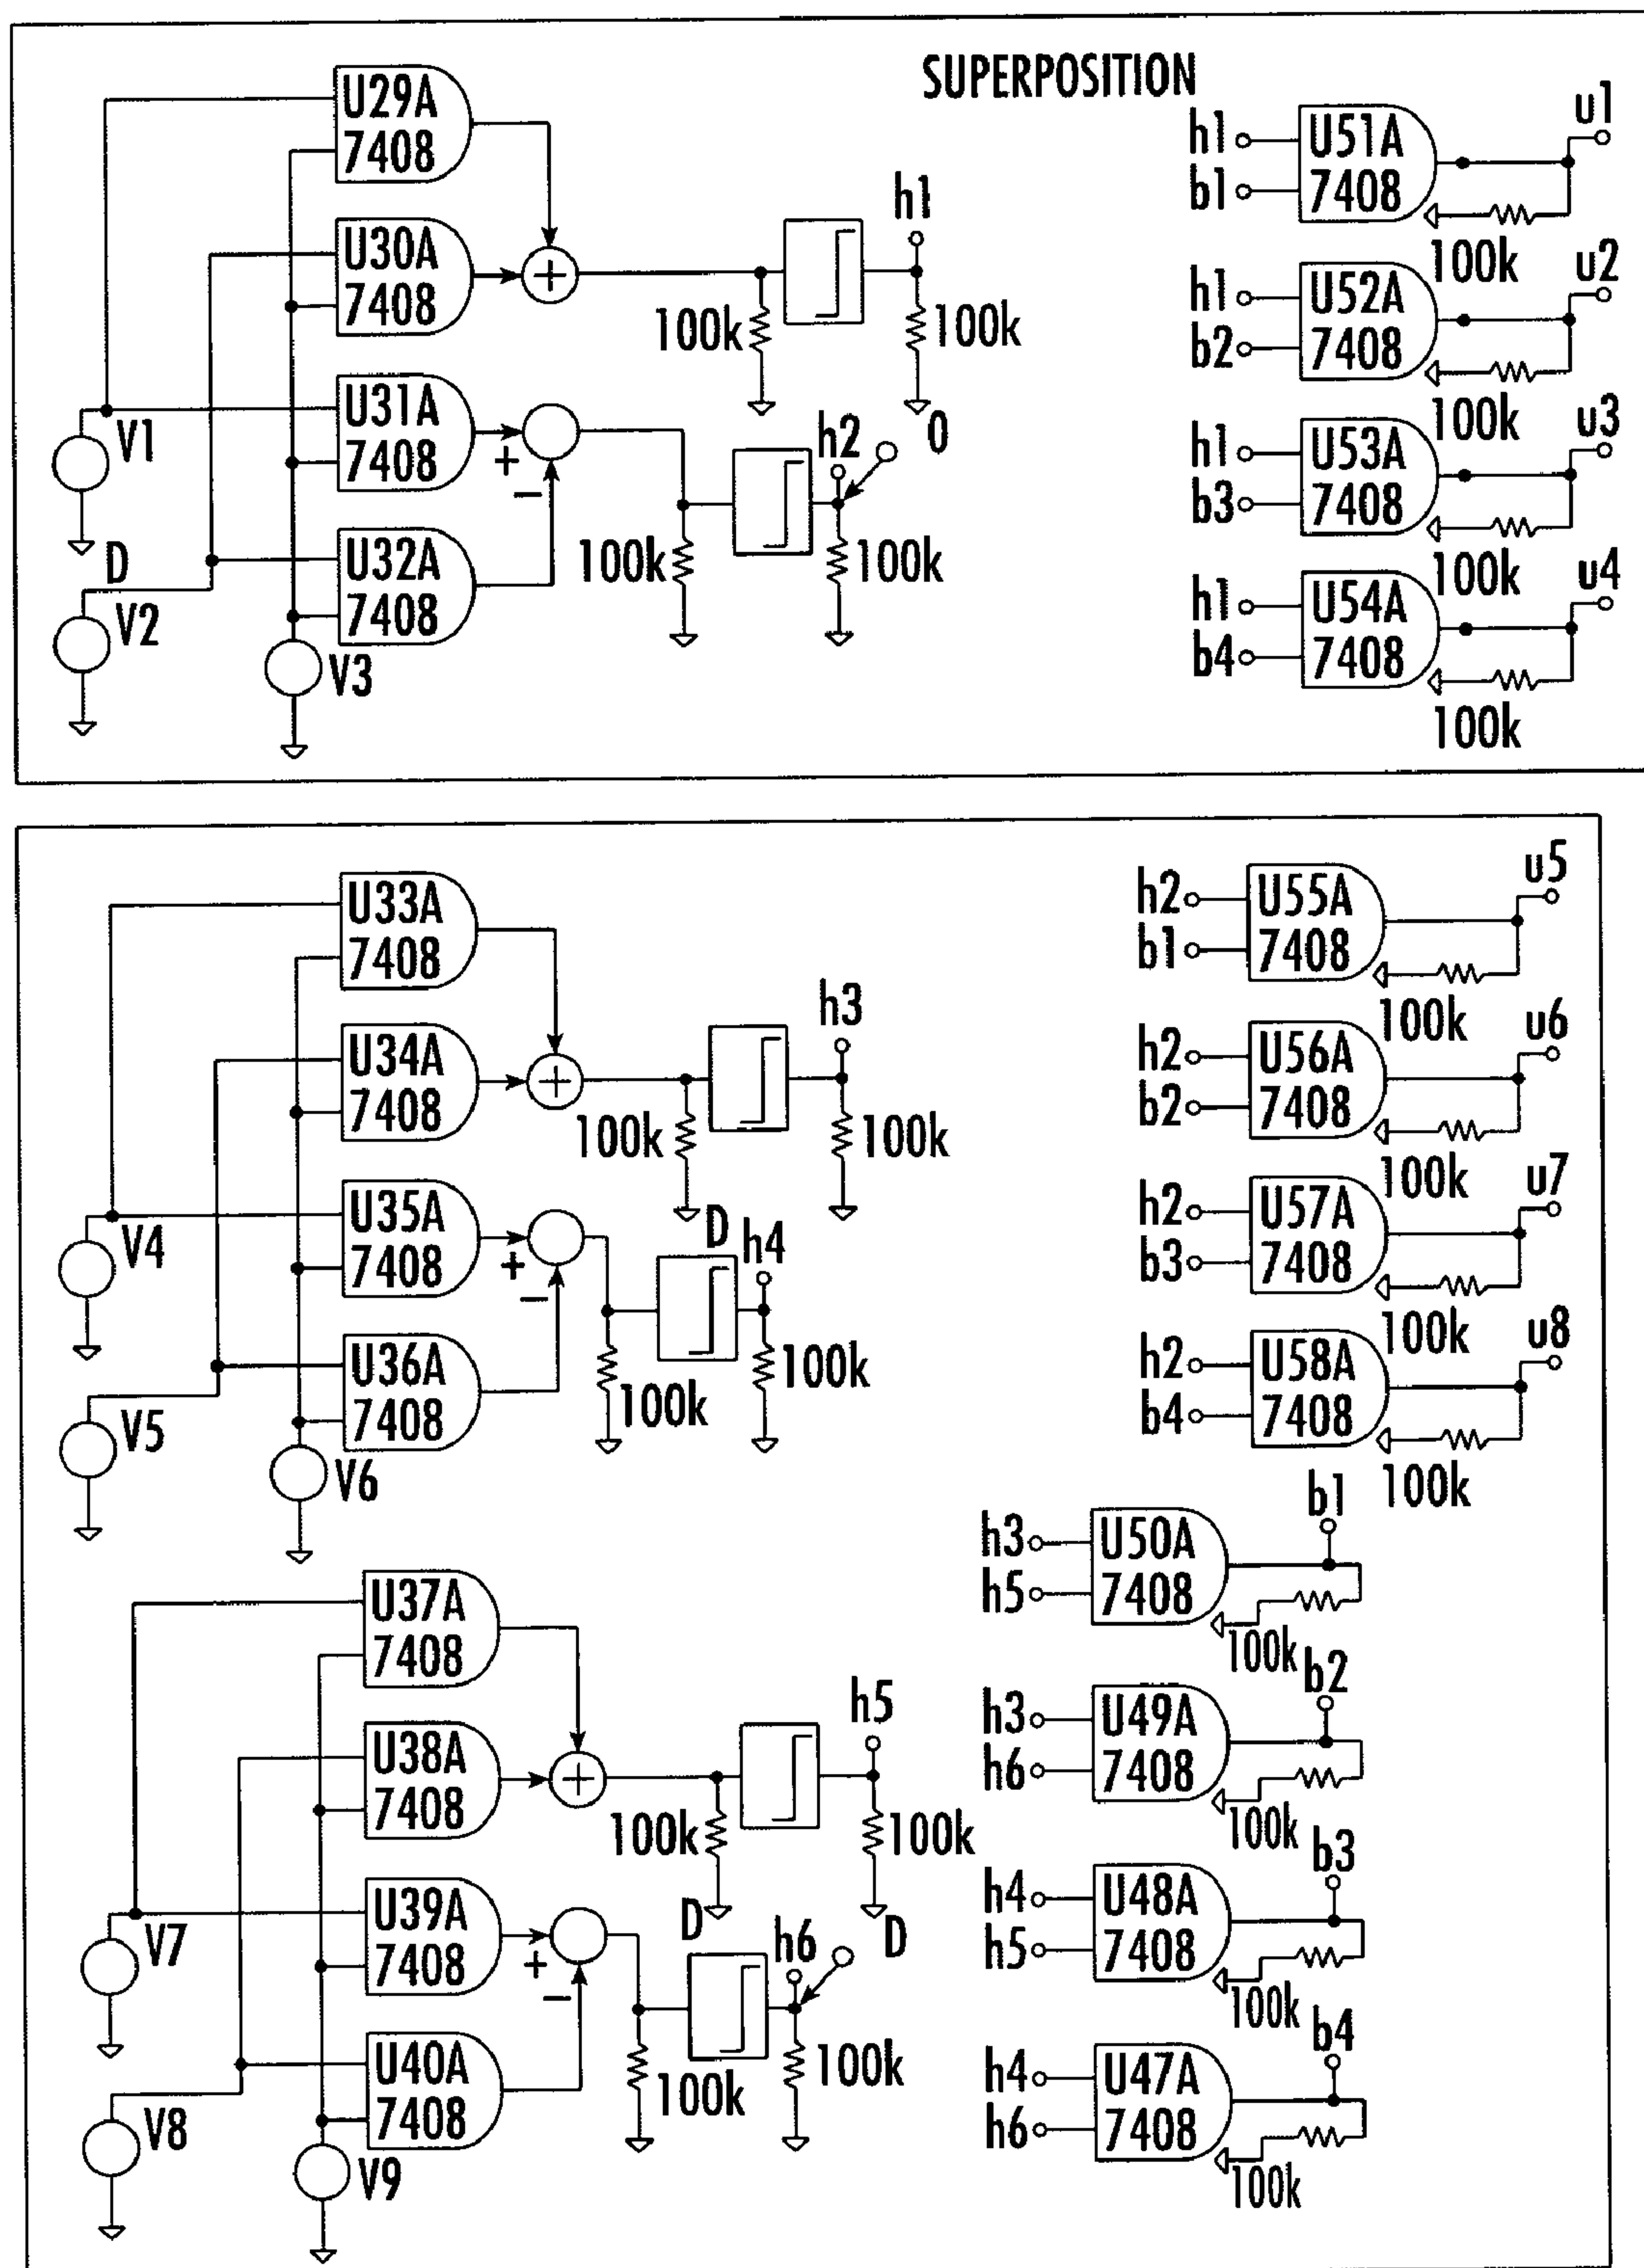 SUPERPOSITION
U29A
7408
U30A
7408
h1
100k
100k
U31A
7408
+
−
h2
0
100k
100k
V1
D
V2
U32A
7408
V3
h1
b1
U51A
7408
u1
100k
h1
b2
U52A
7408
u2
100k
h1
b3
U53A
7408
u3
100k
h1
b4
U54A
7408
u4
100k
U33A
7408
U34A
7408
h3
100k
100k
U35A
7408
+
−
D
h4
100k
100k
V4
V5
U36A
7408
V6
h2
b1
U55A
7408
u5
100k
h2
b2
U56A
7408
u6
100k
h2
b3
U57A
7408
u7
100k
h2
b4
U58A
7408
u8
100k
U37A
7408
U38A
7408
h5
100k
100k
U39A
7408
+
−
D
h6
D
100k
100k
V7
V8
U40A
7408
V9
h3
h5
U50A
7408
b1
100k
h3
h6
U49A
7408
b2
100k
h4
h5
U48A
7408
b3
100k
h4
h6
U47A
7408
b4
100k